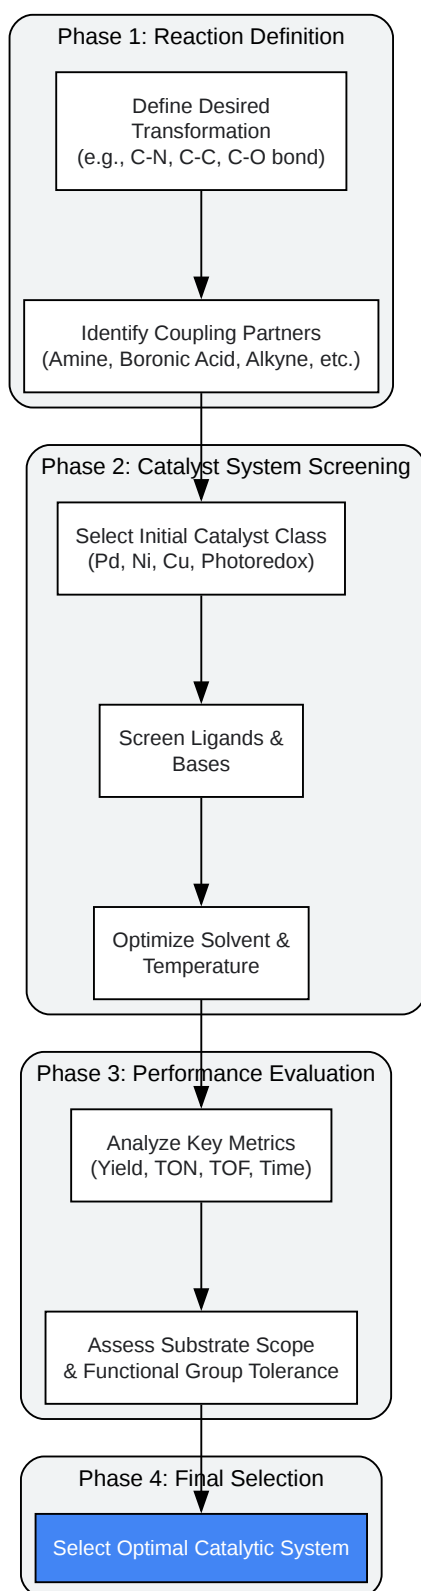 Phase 1: Reaction Definition
Define Desired
Transformation
(e.g., C-N, C-C, C-O bond)
Identify Coupling Partners
(Amine, Boronic Acid, Alkyne, etc.)
Phase 2: Catalyst System Screening
Select Initial Catalyst Class
(Pd, Ni, Cu, Photoredox)
Screen Ligands &
Bases
Optimize Solvent &
Temperature
Phase 3: Performance Evaluation
Analyze Key Metrics
(Yield, TON, TOF, Time)
Assess Substrate Scope
& Functional Group Tolerance
Phase 4: Final Selection
Select Optimal Catalytic System